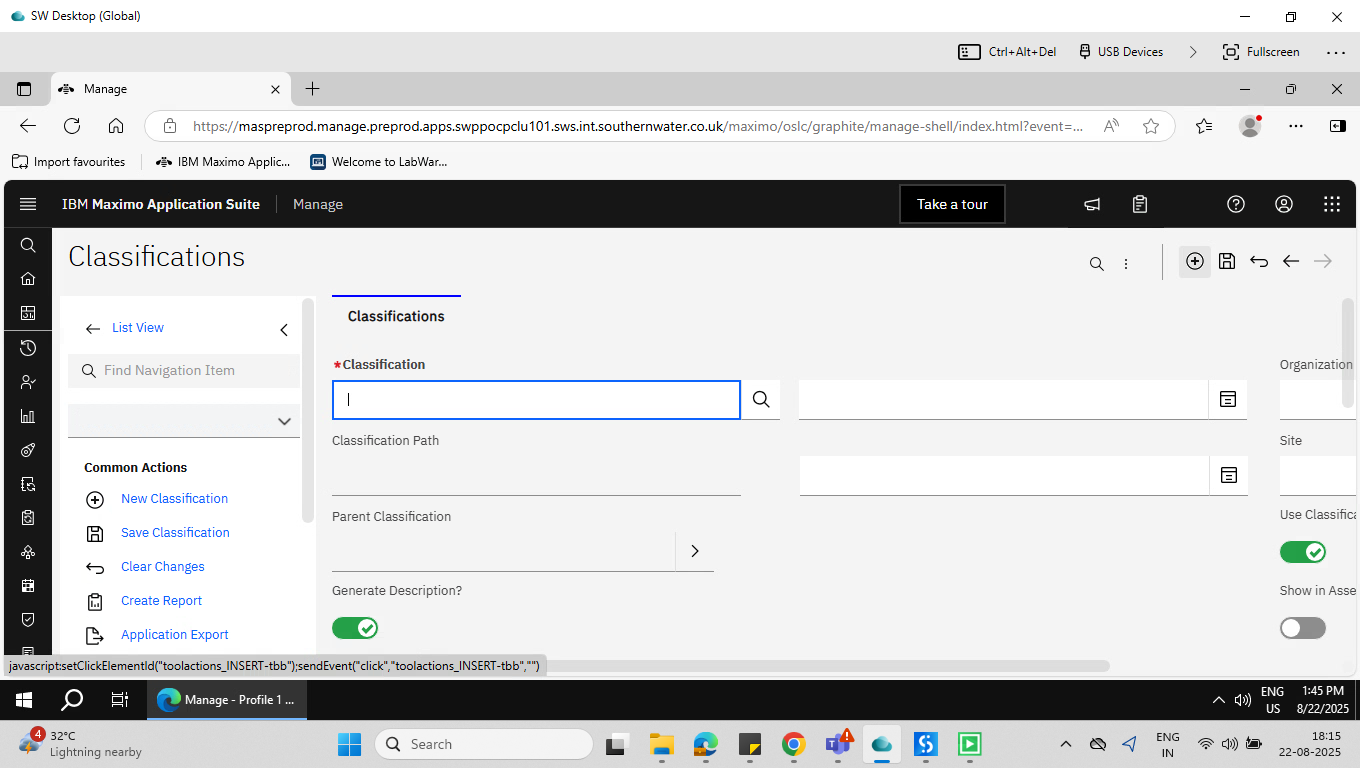 SW Desktop (Global)
Ctrl+Alt+Del
USB Devices
Fullscreen
Manage
https://maspreprod.manage.preprod.apps.swppocpclu101.sws.int.southernwater.co.uk/maximo/oslc/graphite/manage-shell/index.html?event=...
Import favourites
IBM Maximo Applic...
Welcome to LabWar...
IBM Maximo Application Suite
Manage
Take a tour
Classifications
List View
Find Navigation Item
Common Actions
New Classification
Save Classification
Clear Changes
Create Report
Application Export
Classifications
*Classification
Organization
Classification Path
Site
Parent Classification
Use Classifica
Generate Description?
Show in Asse
javascript:setClickElementId("toolactions_INSERT-tbb");sendEvent("click","toolactions_INSERT-tbb","")
Manage - Profile 1 ...
ENG
US
1:45 PM
8/22/2025
4
32°C
Lightning nearby
Search
ENG
IN
18:15
22-08-2025